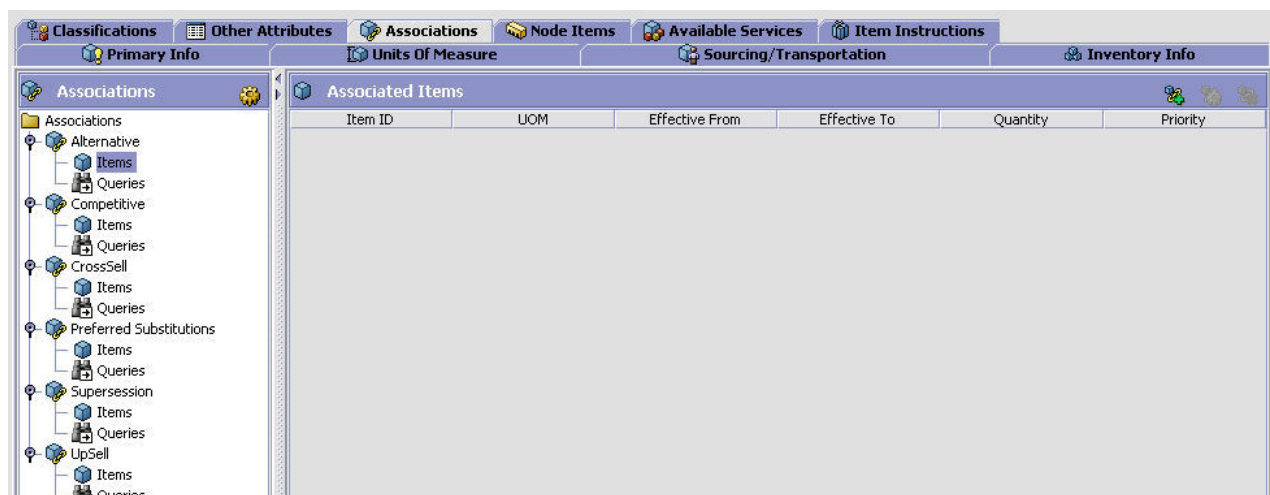 Classifications Other Attributes Associations Node Items Available Services Item Instructions
Primary Info Units Of Measure Sourcing/Transportation Inventory Info
Associations
Associated Items
Item ID UOM Effective From Effective To Quantity Priority
Associations
Alternative
Items
Queries
Competitive
Items
Queries
CrossSell
Items
Queries
Preferred Substitutions
Items
Queries
Supersession
Items
Queries
UpSell
Items
Queries